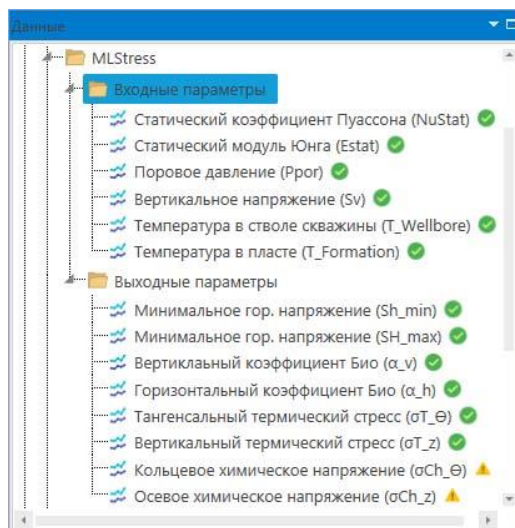 Данные
MLStress
Входные параметры
Статический коэффициент Пуассона (NuStat)
Статический модуль Юнга (Estat)
Поровое давление (Ppor)
Вертикальное напряжение (Sv)
Температура в стволе скважины (T_Wellbore)
Температура в пласте (T_Formation)
Выходные параметры
Минимальное гор. напряжение (Sh_min)
Минимальное гор. напряжение (SH_max)
Вертиклаьный коэффициент Био (α_v)
Горизонтальный коэффициент Био (α_h)
Тангенсальный термический стресс (σT_Θ)
Вертикальный термический стресс (σT_z)
Кольцевое химическое напряжение (σCh_Θ)
Осевое химическое напряжение (σCh_z)